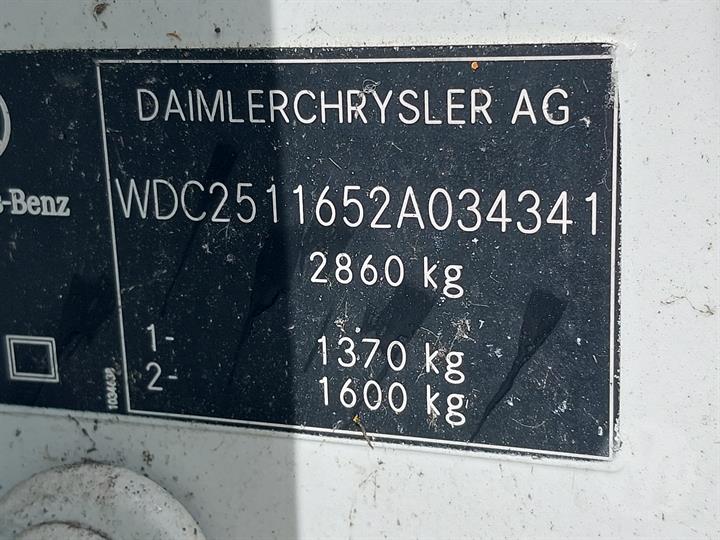 DAIMLERCHRYSLER AG
s-Benz
WDC2511652A034341
2860 kg
1- 1370 kg
2- 1600 kg